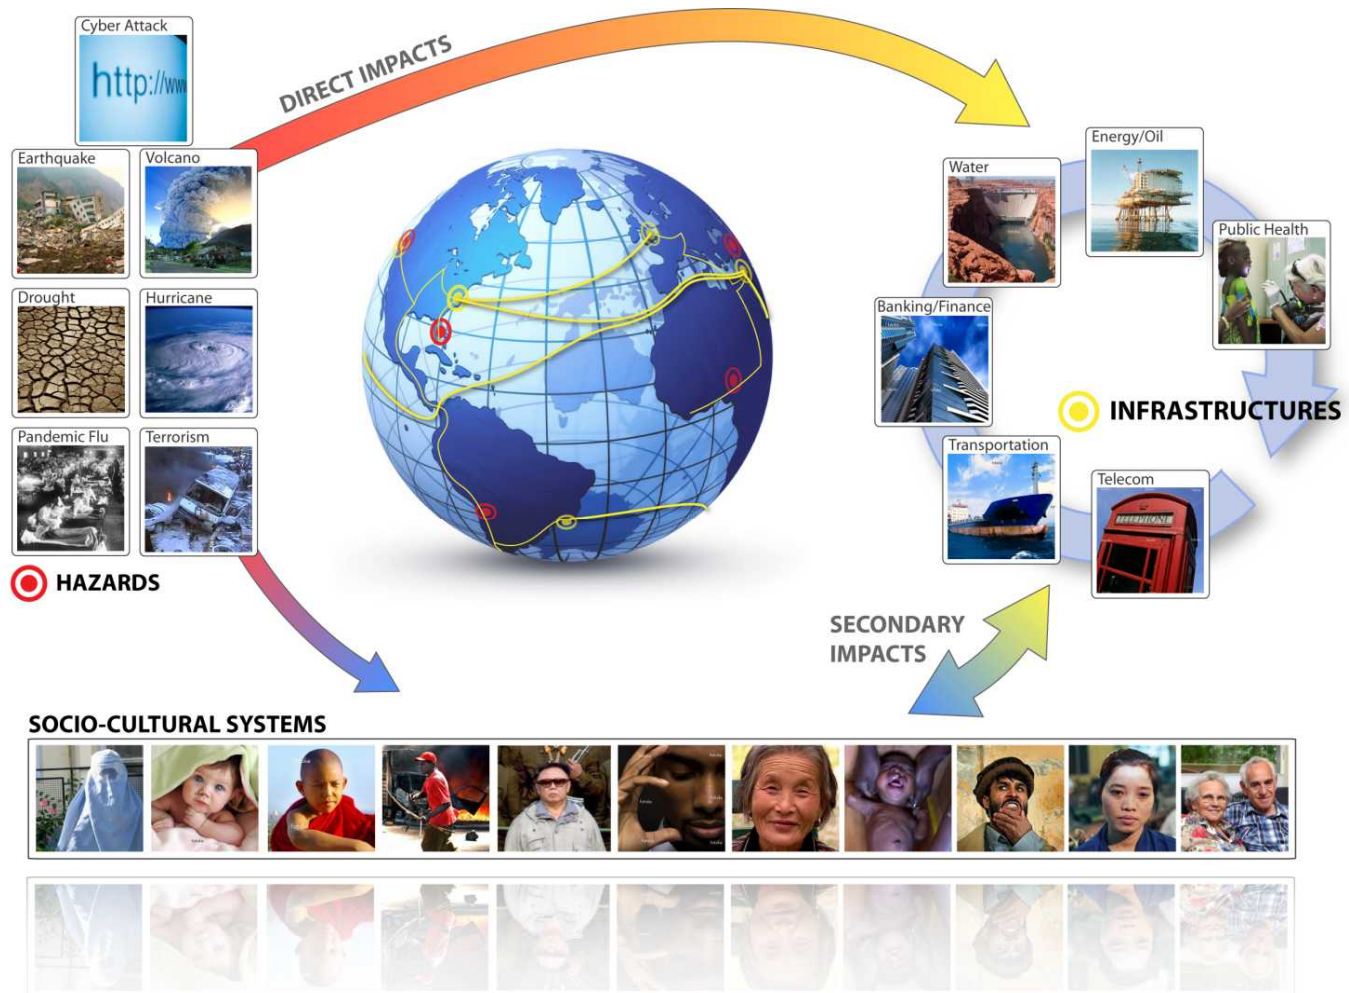 Cyber Attack
http://www
DIRECT IMPACTS
Earthquake
Volcano
Drought
Hurricane
Pandemic Flu
Terrorism
HAZARDS
Energy/Oil
Water
Public Health
Banking/Finance
INFRASTRUCTURES
Transportation
Telecom
TELEPHONE
SECONDARY
IMPACTS
SOCIO-CULTURAL SYSTEMS